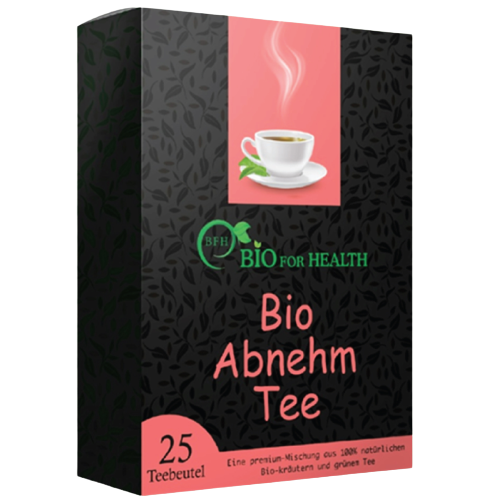 BFH
BIO FOR HEALTH
Bio
Abnehm
Tee
25
Teebeutel
Eine premium-Mischung aus 100% natürlichen
Bio-kräutern und grünem Tee